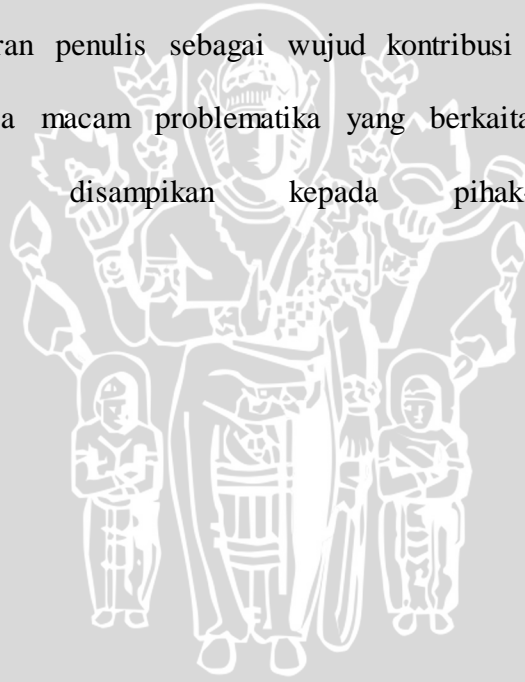 ran penulis sebagai wujud kontribusi
a macam problematika yang berkaita
disampikan kepada pihak-